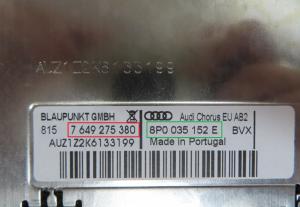 AUZ1Z2K6133199
BLAUPUNKT GMBH Audi Chorus EU AB2
815 7 649 275 380 8P0 035 152 E BVX
AUZ1Z2K6133199 Made in Portugal